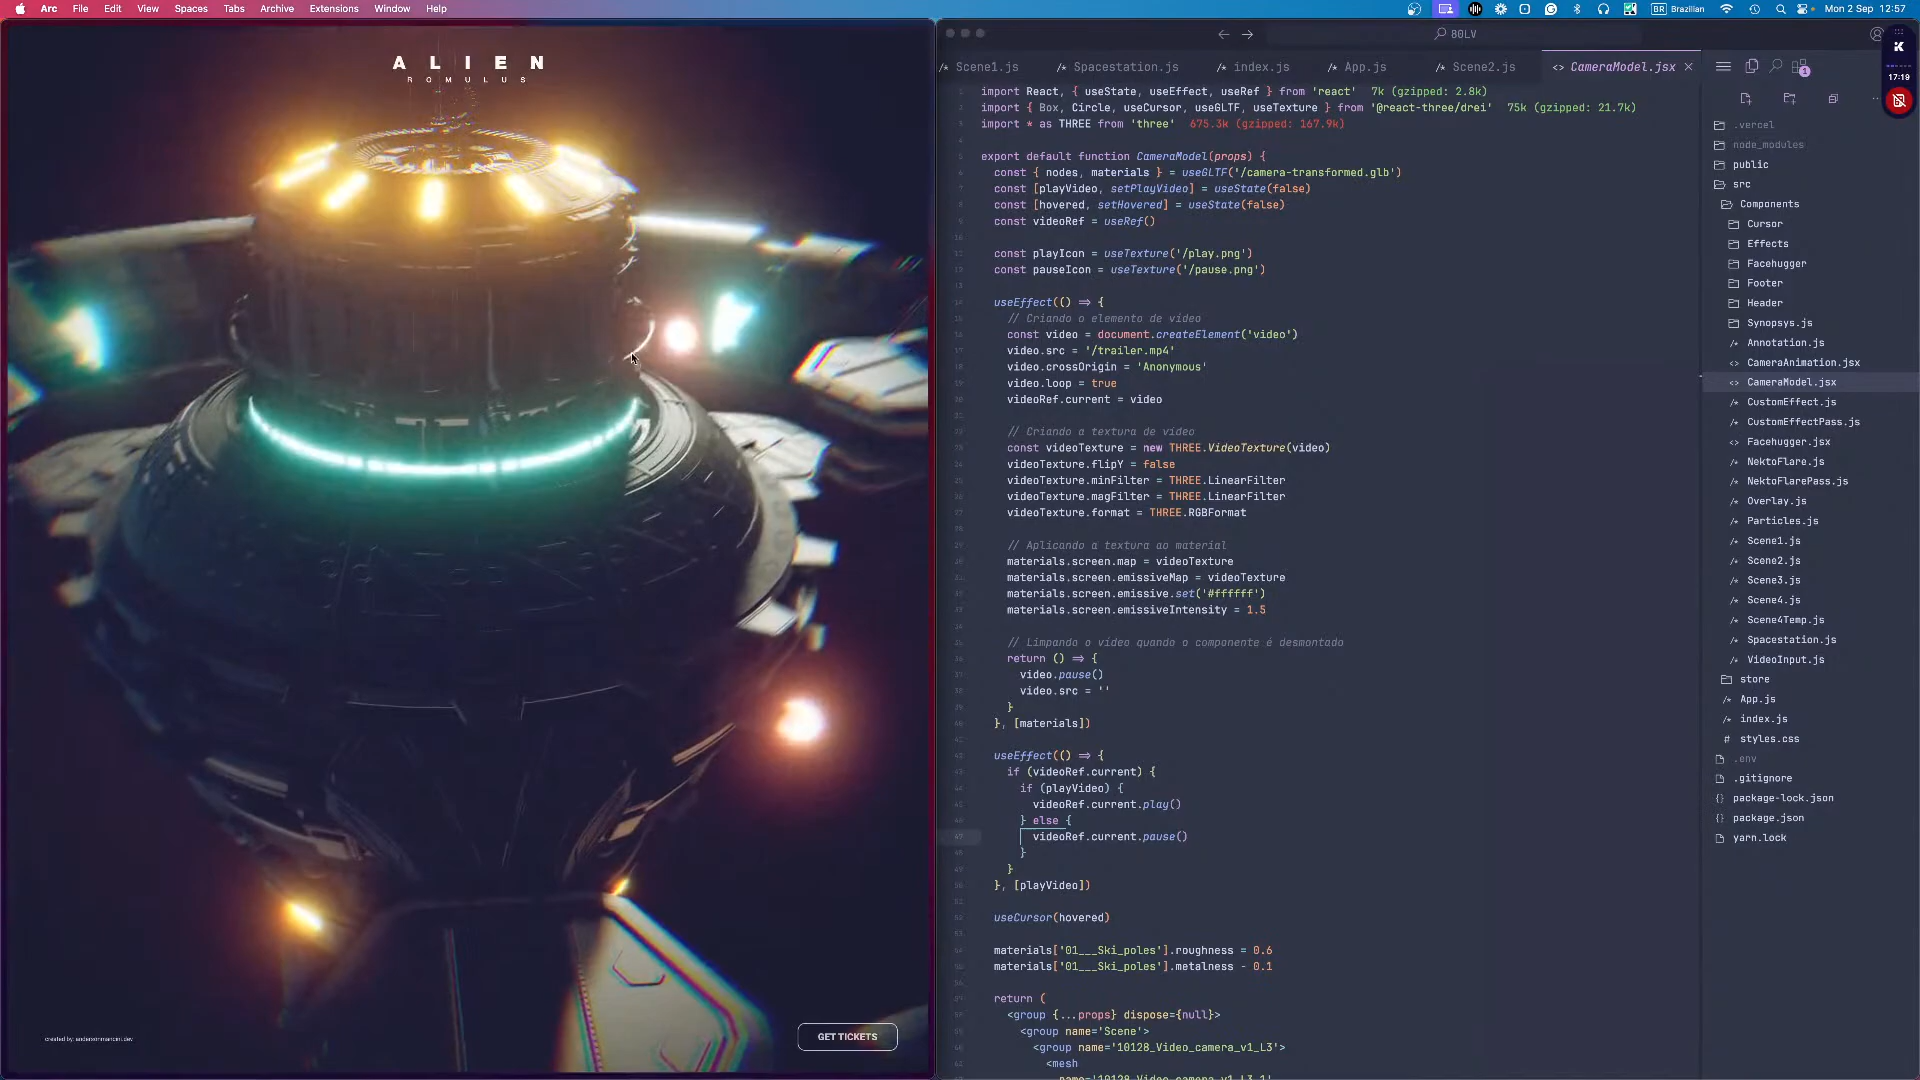 Arc File Edit View Spaces Tabs Archive Extensions Window Help
BR Brazilian Mon 2 Sep 12:57
ALIEN
ROMULUS
created by: andersonmancini.dev
GET TICKETS
80LV
Scene1.js Spacestation.js index.js App.js Scene2.js CameraModel.jsx
import React, { useState, useEffect, useRef } from 'react' 7k (gzipped: 2.8k)
import { Box, Circle, useCursor, useGLTF, useTexture } from '@react-three/drei' 75k (gzipped: 21.7k)
import * as THREE from 'three' 675.3k (gzipped: 167.9k)
export default function CameraModel(props) {
const { nodes, materials } = useGLTF('/camera-transformed.glb')
const [playVideo, setPlayVideo] = useState(false)
const [hovered, setHovered] = useState(false)
const videoRef = useRef()
const playIcon = useTexture('/play.png')
const pauseIcon = useTexture('/pause.png')
useEffect(() => {
// Criando o elemento de vídeo
const video = document.createElement('video')
video.src = '/trailer.mp4'
video.crossOrigin = 'Anonymous'
video.loop = true
videoRef.current = video
// Criando a textura de vídeo
const videoTexture = new THREE.VideoTexture(video)
videoTexture.flipY = false
videoTexture.minFilter = THREE.LinearFilter
videoTexture.magFilter = THREE.LinearFilter
videoTexture.format = THREE.RGBFormat
// Aplicando a textura ao material
materials.screen.map = videoTexture
materials.screen.emissiveMap = videoTexture
materials.screen.emissive.set('#ffffff')
materials.screen.emissiveIntensity = 1.5
// Limpando o vídeo quando o componente é desmontado
return () => {
video.pause()
video.src = ''
}
}, [materials])
useEffect(() => {
if (videoRef.current) {
if (playVideo) {
videoRef.current.play()
} else {
videoRef.current.pause()
}
}
}, [playVideo])
useCursor(hovered)
materials['01___Ski_poles'].roughness = 0.6
materials['01___Ski_poles'].metalness - 0.1
return (
<group {...props} dispose={null}>
<group name='Scene'>
<group name='10128_Video_camera_v1_L3'>
<mesh
name='10128_Video_camera_v1_L3_1'
1
K
17:19
.vercel
node_modules
public
src
Components
Cursor
Effects
Facehugger
Footer
Header
Synopsys.js
Annotation.js
CameraAnimation.jsx
CameraModel.jsx
CustomEffect.js
CustomEffectPass.js
Facehugger.jsx
NektoFlare.js
NektoFlarePass.js
Overlay.js
Particles.js
Scene1.js
Scene2.js
Scene3.js
Scene4.js
Scene4Temp.js
Spacestation.js
VideoInput.js
store
App.js
index.js
styles.css
.env
.gitignore
package-lock.json
package.json
yarn.lock